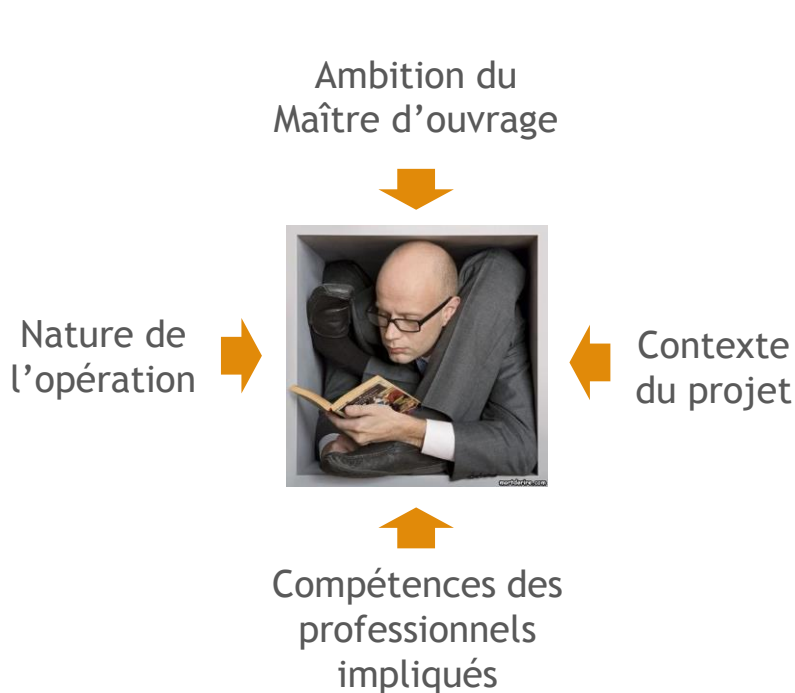 Ambition du
Maître d’ouvrage
Nature de
l’opération
Contexte
du projet
Compétences des
professionnels
impliqués